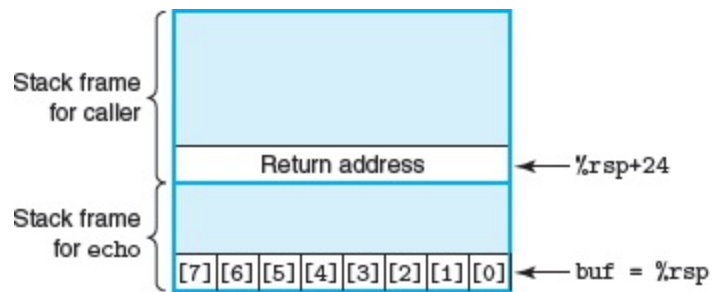 Stack frame
for caller
Return address
%rsp+24
Stack frame
for echo
[7] [6] [5] [4] [3] [2] [1] [0]
buf = %rsp